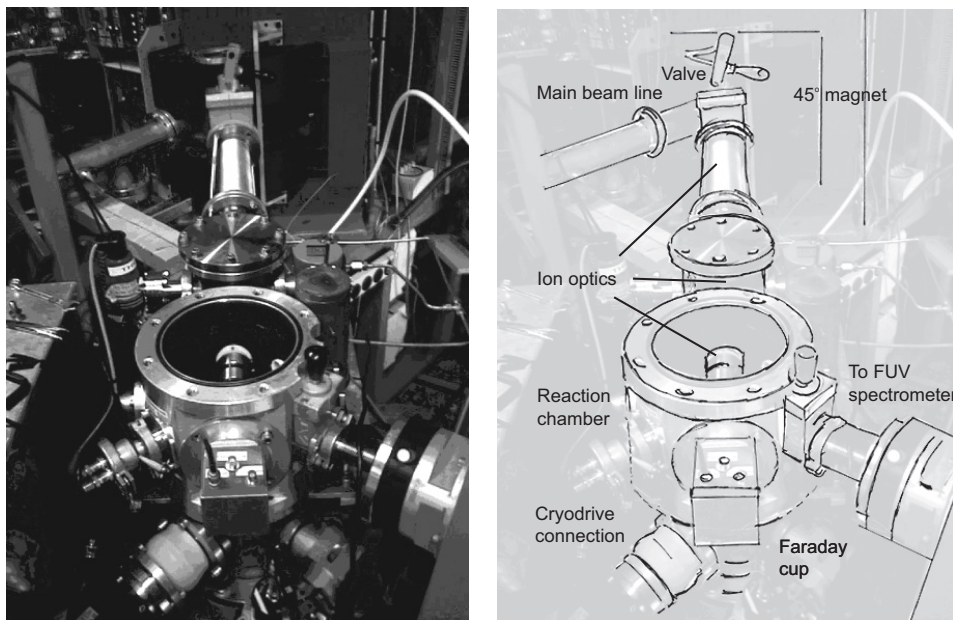 Valve
Main beam line
45° magnet
Ion optics
To FUV
spectrometer
Reaction
chamber
Cryodrive
connection
Faraday
cup